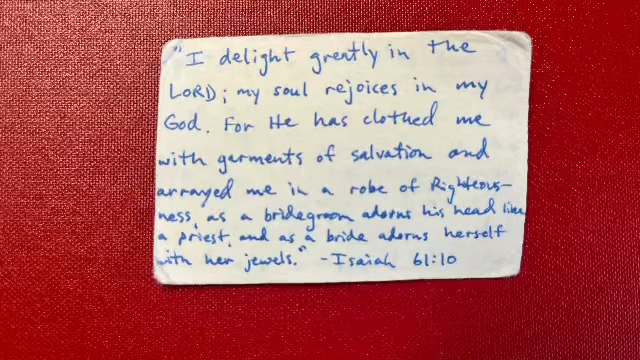 "I delight greatly in the
LORD; my soul rejoices in my
God. For He has clothed me
with garments of salvation and
arrayed me in a robe of Righteous-
ness, as a bridegroom adorns his head like
a priest, and as a bride adorns herself
with her jewels." -Isaiah 61:10